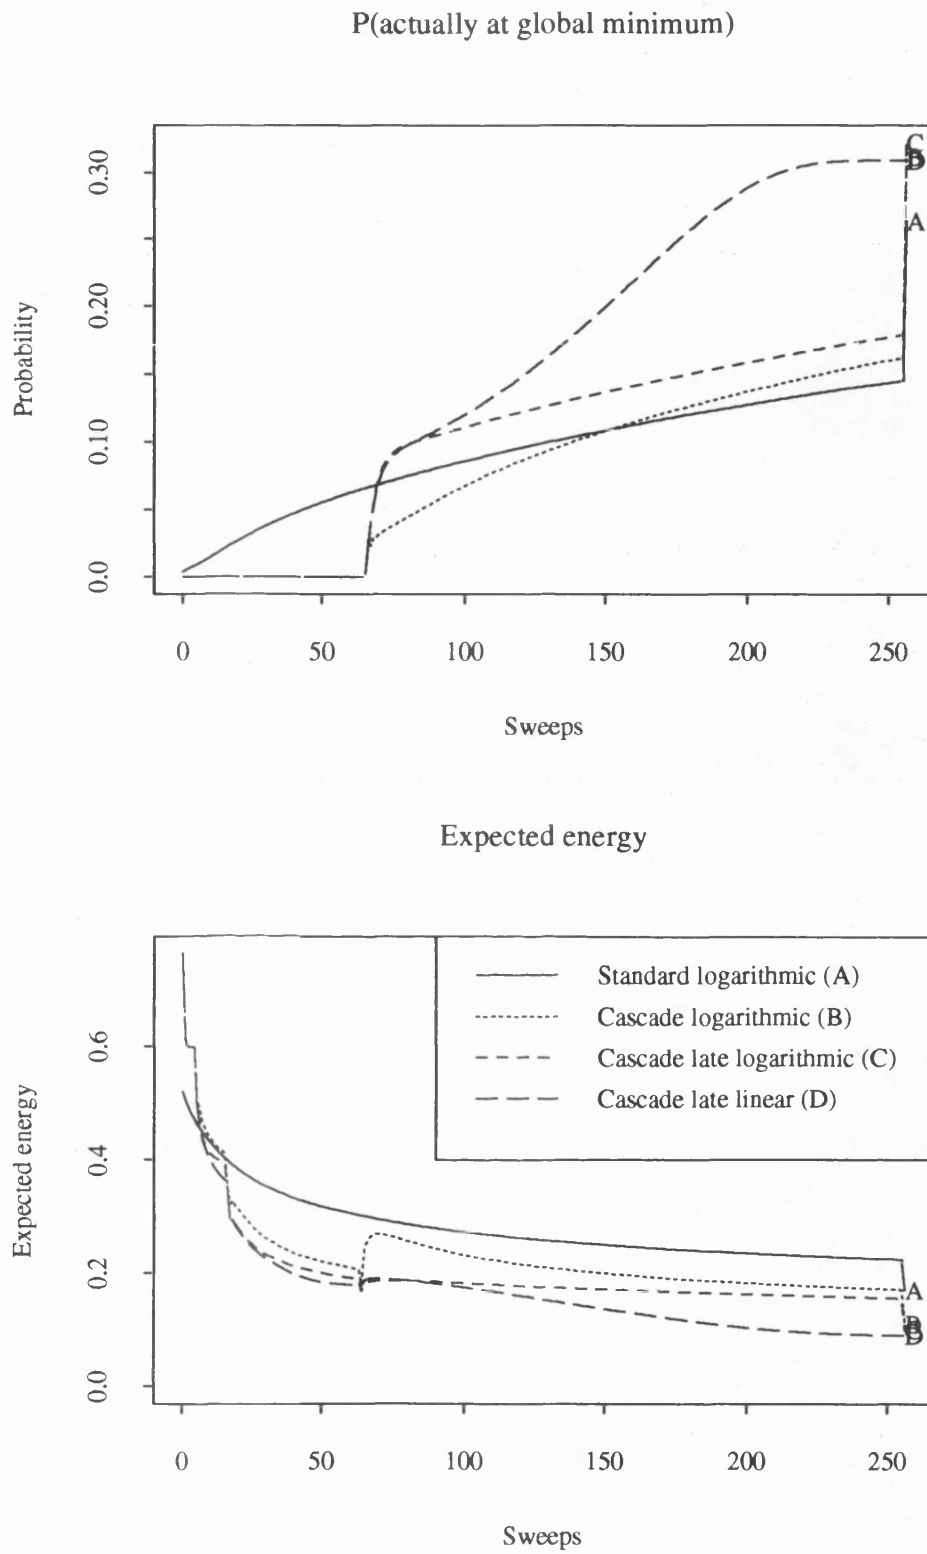 P(actually at global minimum)
Probability
0.30
0.20
0.10
0.0
C
B
D
A
0 50 100 150 200 250
Sweeps
Expected energy
Expected energy
0.6
0.4
0.2
0.0
Standard logarithmic (A)
Cascade logarithmic (B)
Cascade late logarithmic (C)
Cascade late linear (D)
A
B
C
D
0 50 100 150 200 250
Sweeps